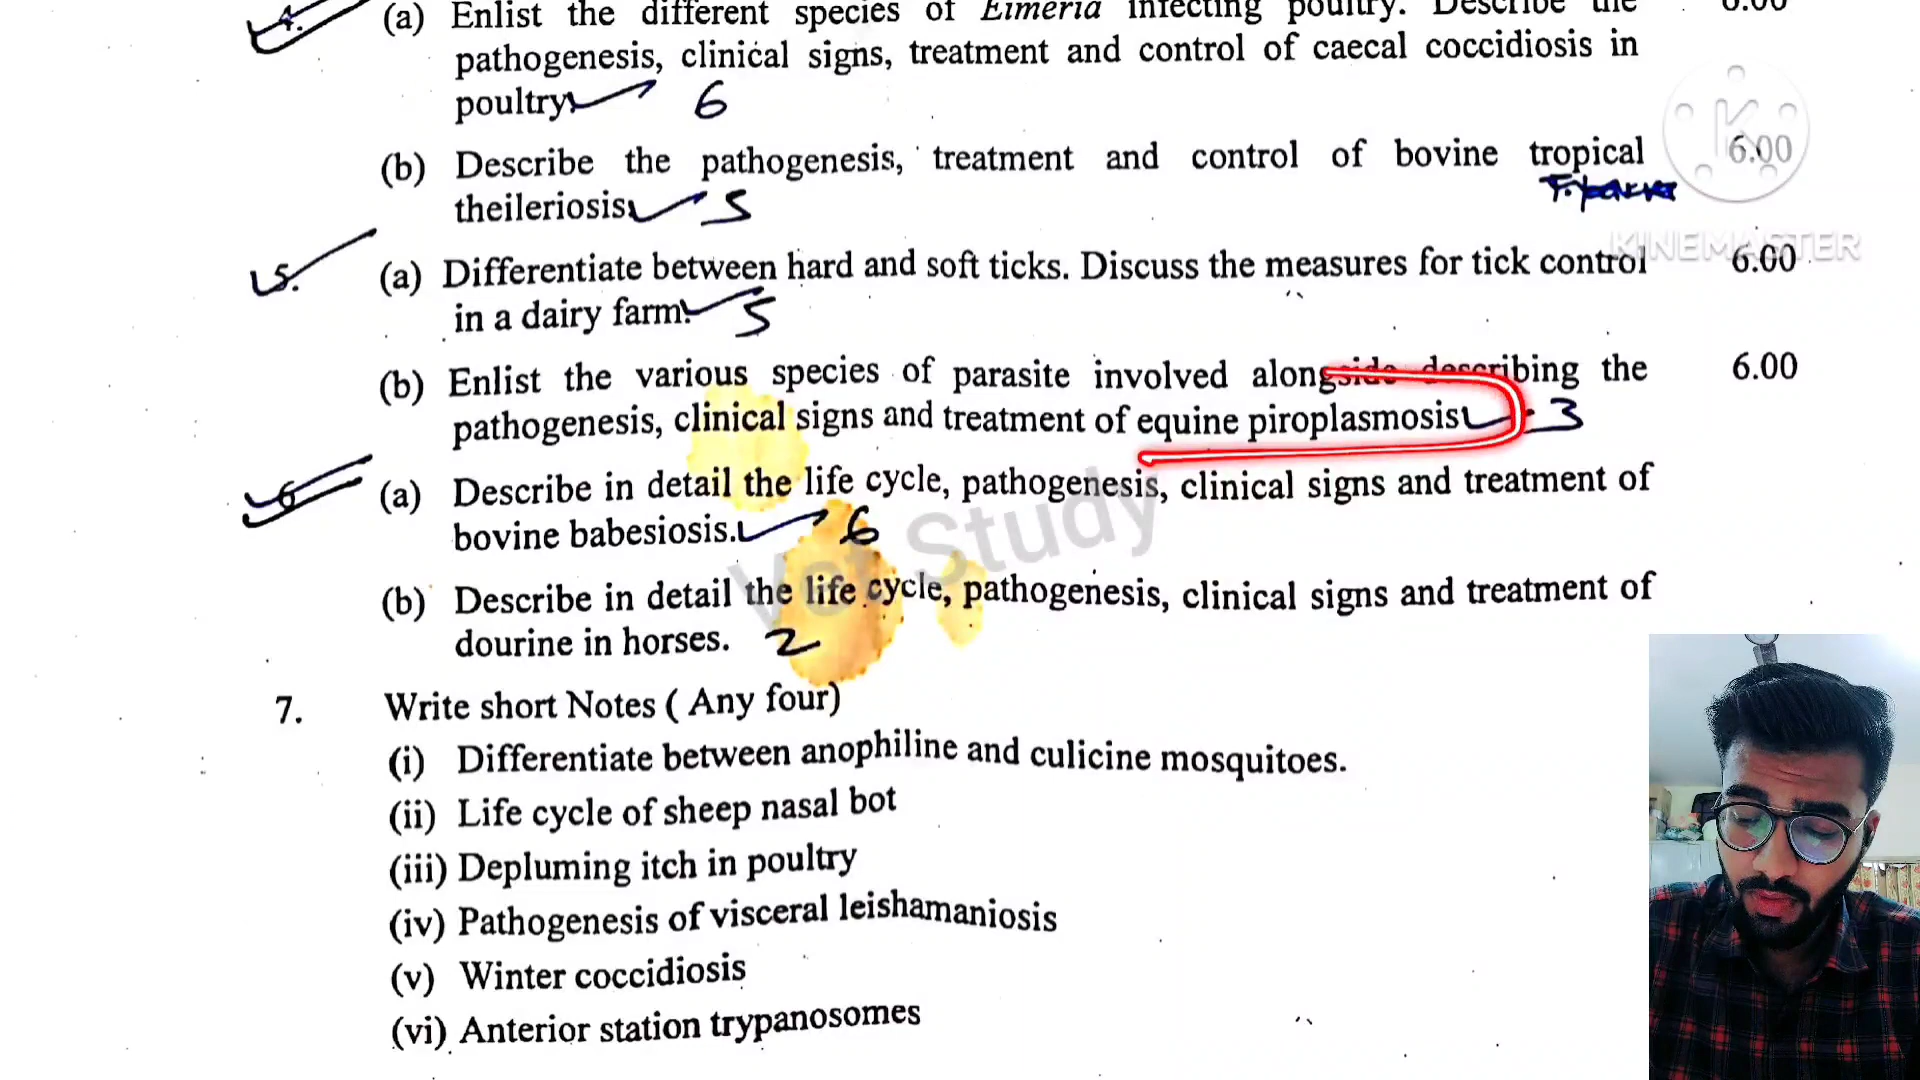 4. (a) Enlist the different species of Eimeria infecting poultry. Describe the 6.00
pathogenesis, clinical signs, treatment and control of caecal coccidiosis in
poultry 6
(b) Describe the pathogenesis, treatment and control of bovine tropical 6.00
theileriosis 5
5. (a) Differentiate between hard and soft ticks. Discuss the measures for tick control 6.00
in a dairy farm. 5
(b) Enlist the various species of parasite involved alongside describing the 6.00
pathogenesis, clinical signs and treatment of equine piroplasmosis 3
6 (a) Describe in detail the life cycle, pathogenesis, clinical signs and treatment of
bovine babesiosis. 6
(b) Describe in detail the life cycle, pathogenesis, clinical signs and treatment of
dourine in horses. 2
7. Write short Notes ( Any four)
(i) Differentiate between anophiline and culicine mosquitoes.
(ii) Life cycle of sheep nasal bot
(iii) Depluming itch in poultry
(iv) Pathogenesis of visceral leishamaniosis
(v) Winter coccidiosis
(vi) Anterior station trypanosomes
KINEMASTER
Vet Study